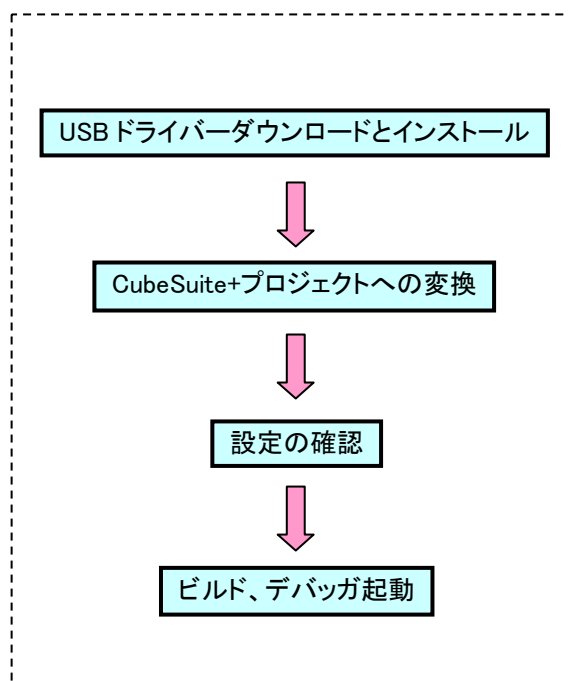 USBドライバーダウンロードとインストール
CubeSuite+プロジェクトへの変換
設定の確認
ビルド、デバッガ起動